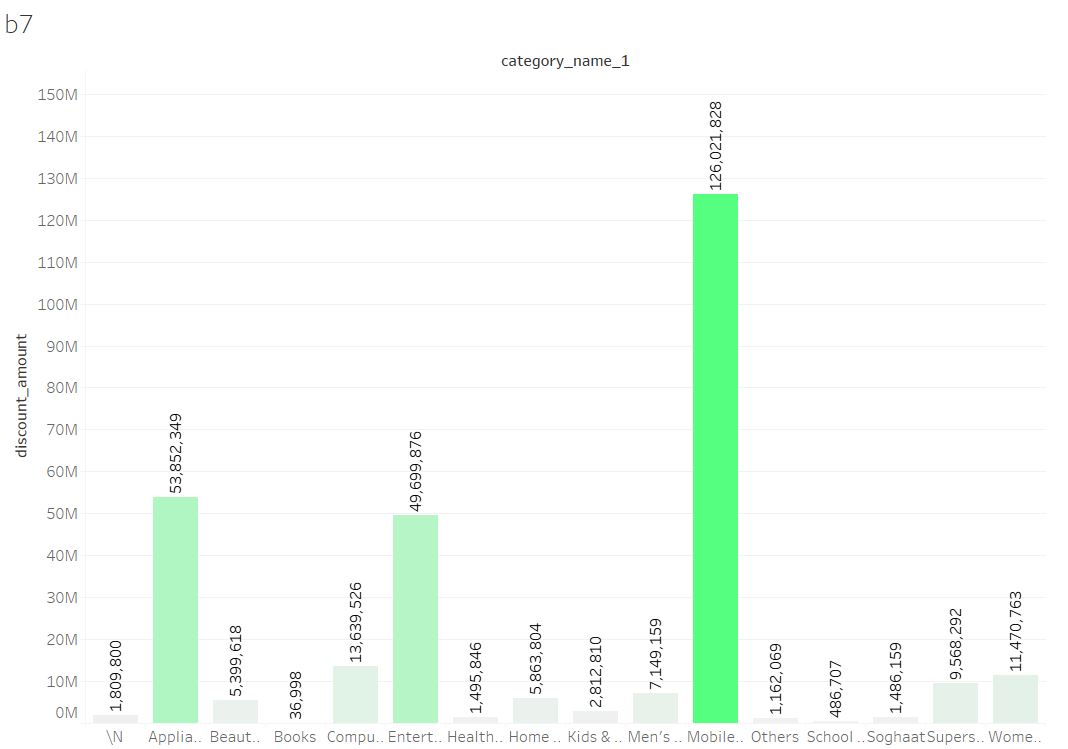 b7
category_name_1
discount_amount
150M
140M
130M
120M
110M
100M
90M
80M
70M
60M
50M
40M
30M
20M
10M
0M
1,809,800
53,852,349
5,399,618
36,998
13,639,526
49,699,876
1,495,846
5,863,804
2,812,810
7,149,159
126,021,828
1,162,069
486,707
1,486,159
9,568,292
11,470,763
\N Applia.. Beaut.. Books Compu.. Entert.. Health.. Home .. Kids & .. Men's .. Mobile.. Others School .. Soghaat Supers.. Wome..